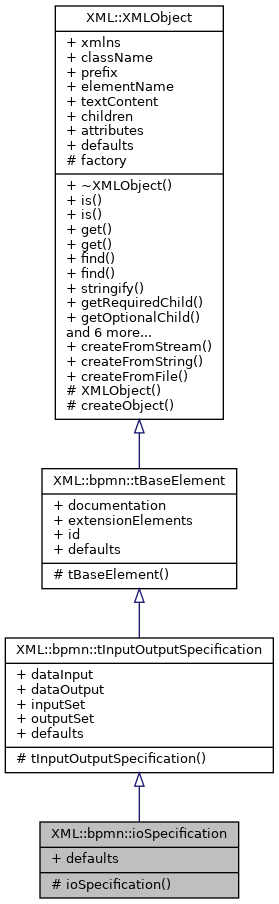 XML::XMLObject
+ xmlns
+ className
+ prefix
+ elementName
+ textContent
+ children
+ attributes
+ defaults
# factory
+ ~XMLObject()
+ is()
+ is()
+ get()
+ get()
+ find()
+ find()
+ stringify()
+ getRequiredChild()
+ getOptionalChild()
and 6 more...
+ createFromStream()
+ createFromString()
+ createFromFile()
# XMLObject()
# createObject()
XML::bpmn::tBaseElement
+ documentation
+ extensionElements
+ id
+ defaults
# tBaseElement()
XML::bpmn::tInputOutputSpecification
+ dataInput
+ dataOutput
+ inputSet
+ outputSet
+ defaults
# tInputOutputSpecification()
XML::bpmn::ioSpecification
+ defaults
# ioSpecification()